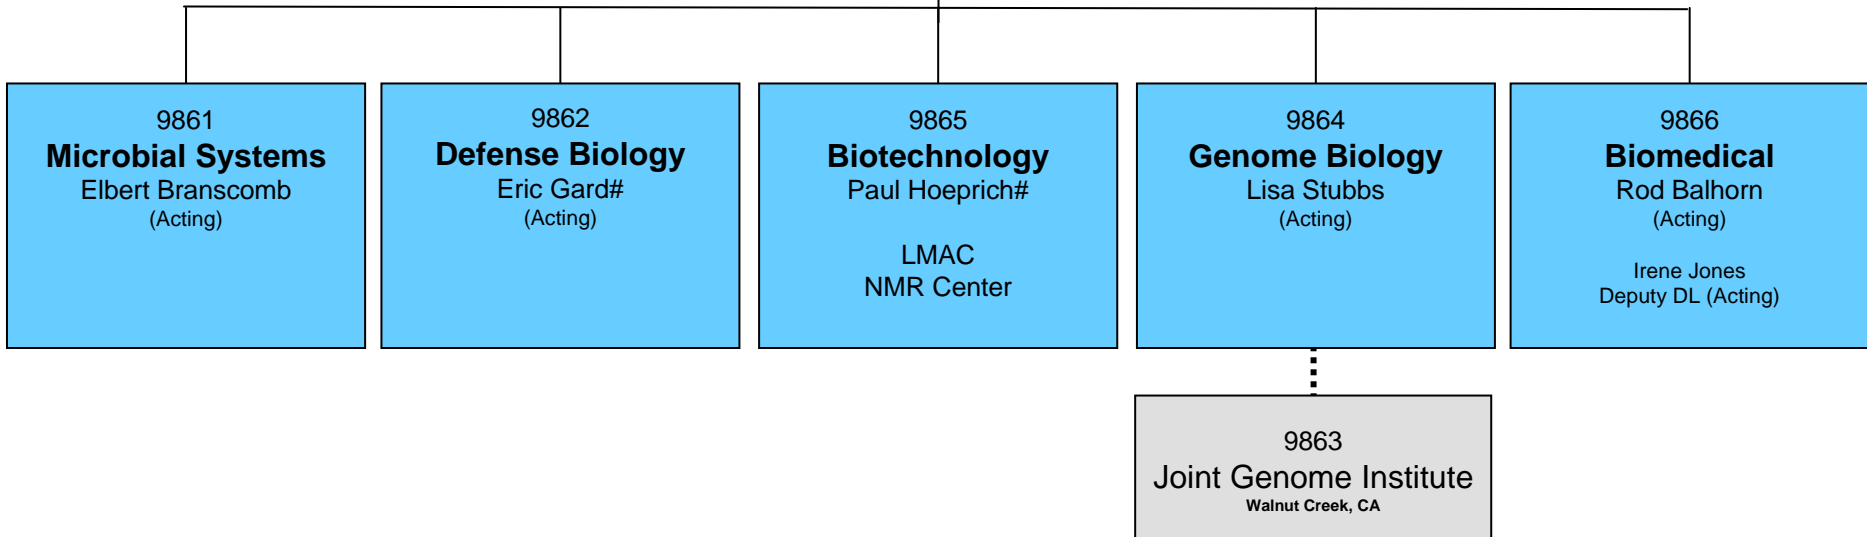 9861
Microbial Systems
Elbert Branscomb
(Acting)
9862
Defense Biology
Eric Gard#
(Acting)
9865
Biotechnology
Paul Hoeprich#
LMAC
NMR Center
9864
Genome Biology
Lisa Stubbs
(Acting)
9866
Biomedical
Rod Balhorn
(Acting)
Irene Jones
Deputy DL (Acting)
9863
Joint Genome Institute
Walnut Creek, CA